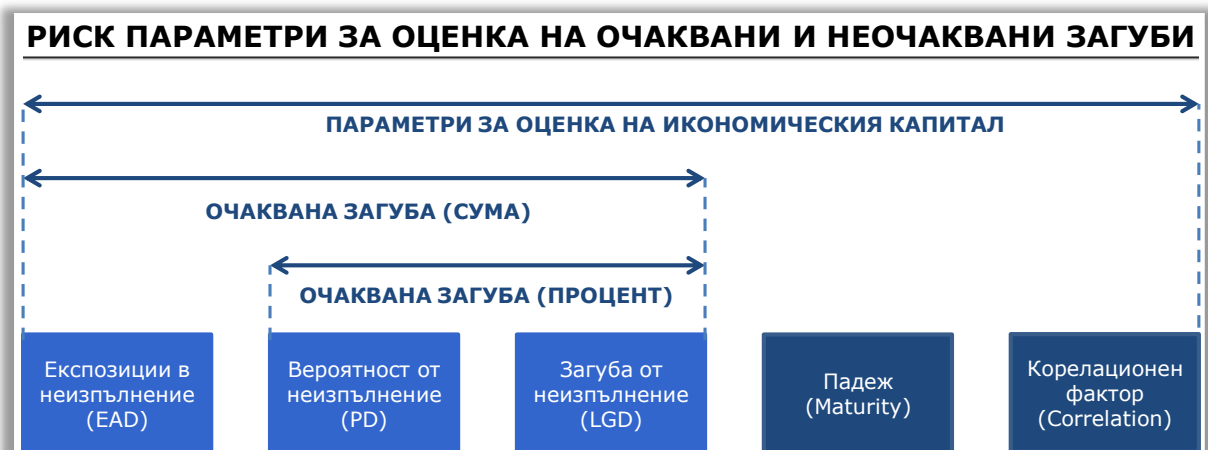 РИСК ПАРАМЕТРИ ЗА ОЦЕНКА НА ОЧАКВАНИ И НЕОЧАКВАНИ ЗАГУБИ
ПАРАМЕТРИ ЗА ОЦЕНКА НА ИКОНОМИЧЕСКИЯ КАПИТАЛ
ОЧАКВАНА ЗАГУБА (СУМА)
ОЧАКВАНА ЗАГУБА (ПРОЦЕНТ)
Експозиции в
неизпълнение
(EAD)
Вероятност от
неизпълнение
(PD)
Загуба от
неизпълнение
(LGD)
Падеж
(Maturity)
Корелационен
фактор
(Correlation)